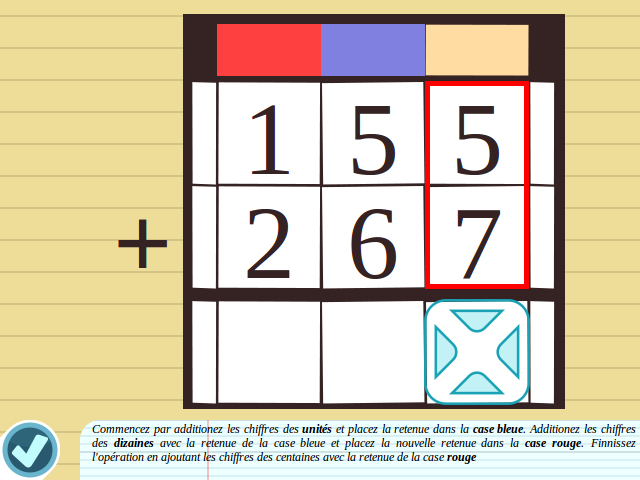 1 5 5
+ 2 6 7
Commencez par additionez les chiffres des unités et placez la retenue dans la case bleue. Additionez les chiffres
des dizaines avec la retenue de la case bleue et placez la nouvelle retenue dans la case rouge. Finnissez
l'opération en ajoutant les chiffres des centaines avec la retenue de la case rouge